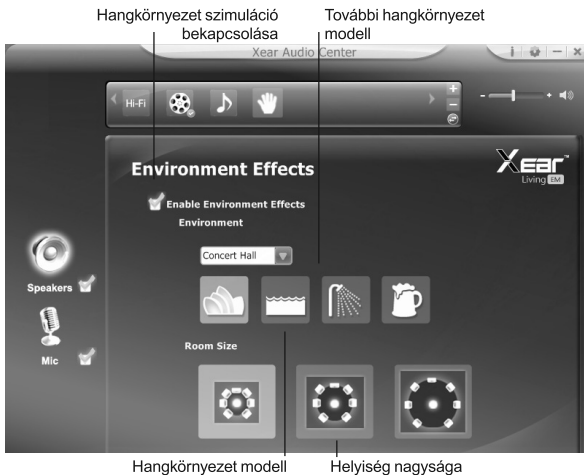 Hangkörnyezet szimuláció
bekapcsolása
További hangkörnyezet
modell
Xear Audio Center
Hi-Fi
Environment Effects
Xear™
Living EM
Enable Environment Effects
Environment
Concert Hall
Speakers
Mic
Room Size
Hangkörnyezet modell
Helyiség nagysága